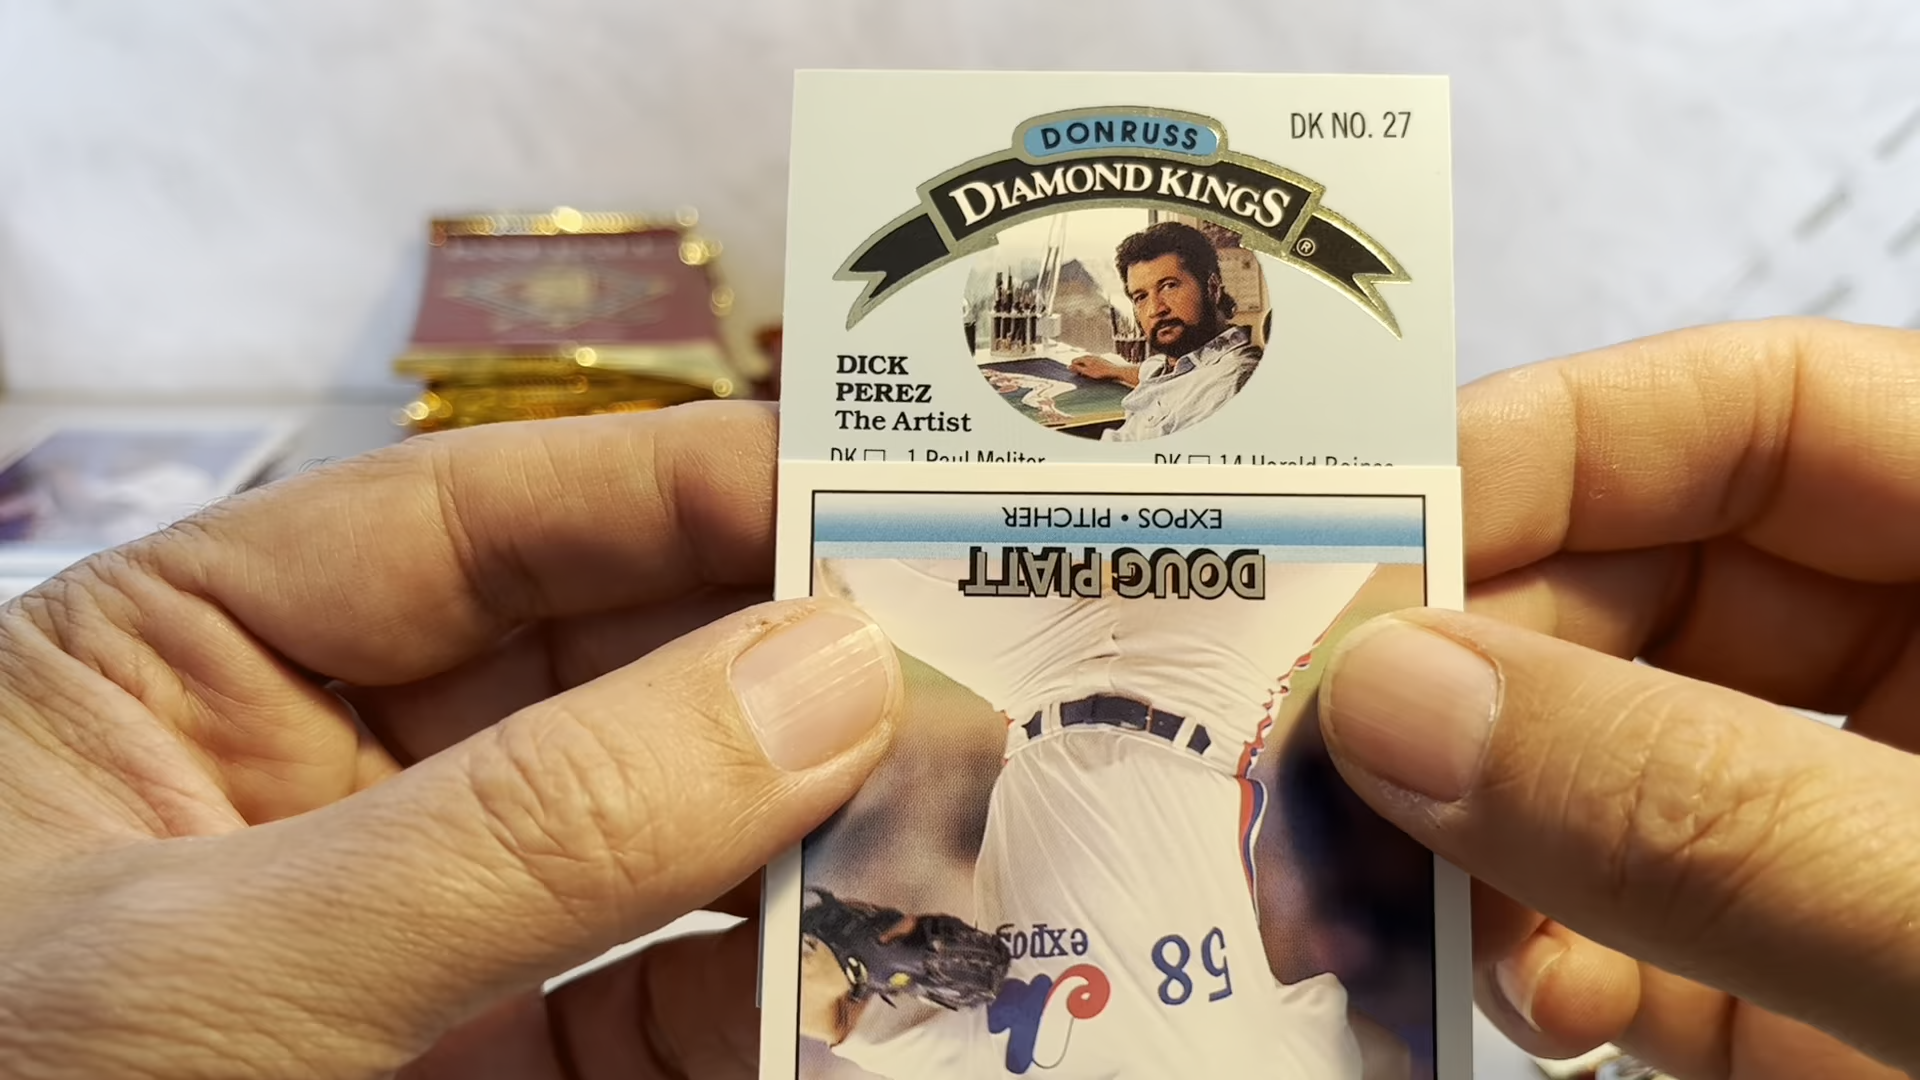 DONRUSS
DK NO. 27
DIAMOND KINGS
®
DICK
PEREZ
The Artist
DK 1 Paul Molitor
DK 14 Harold Baines
EXPOS • PITCHER
DOUG PIATT
58
expos